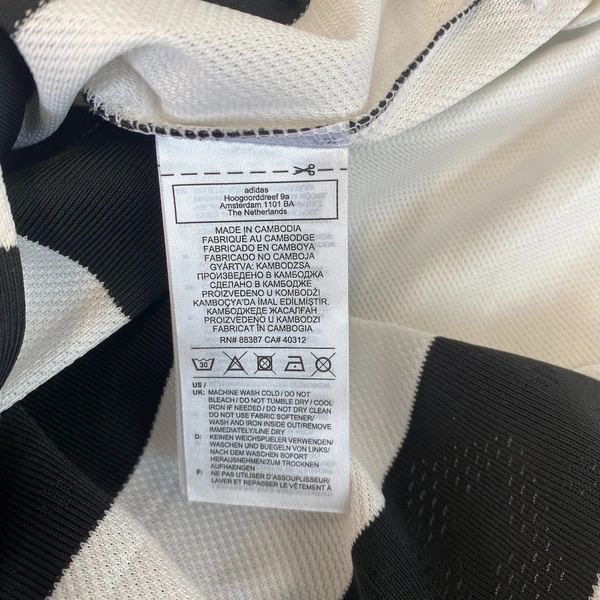 adidas
Hoogoorddreef 9a
Amsterdam 1101 BA
The Netherlands
MADE IN CAMBODIA
FABRIQUÉ AU CAMBODGE
FABRICADO EN CAMBOYA
FABRICADO NO CAMBOJA
GYÁRTVA: KAMBODZSA
ПРОИЗВЕДЕНО В КАМБОДЖА
СДЕЛАНО В КАМБОДЖЕ
PROIZVEDENO U KOMBODŽI
KAMBOÇYA'DA İMAL EDİLMİŞTİR.
КАМБОДЖЕДЕ ЖАСАЛҒАН
PROIZVEDENO U KAMBODZI
FABRICAT ÎN CAMBOGIA
RN# 88387 CA# 40312
30
US /
UK: MACHINE WASH COLD / DO NOT
BLEACH / DO NOT TUMBLE DRY / COOL
IRON IF NEEDED / DO NOT DRY CLEAN
DO NOT USE FABRIC SOFTENER/
WASH AND IRON INSIDE OUT/REMOVE
IMMEDIATELY/LINE DRY
D: KEINEN WEICHSPUELER VERWENDEN/
WASCHEN UND BUEGELN VON LINKS/
NACH DEM WASCHEN SOFORT
HERAUSNEHMEN/ZUM TROCKNEN
AUFHAENGEN
F: NE PAS UTILISER D'ASSOUPLISSEUR/
LAVER ET REPASSER LE VÊTEMENT À